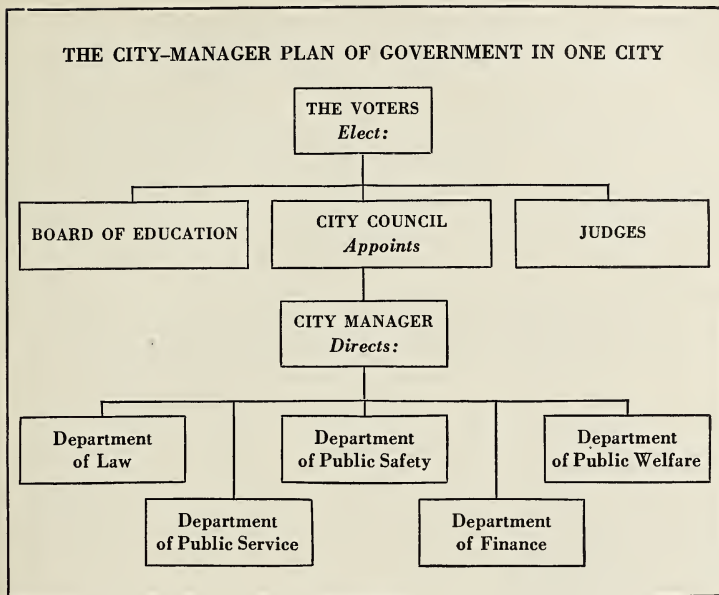 THE CITY–MANAGER PLAN OF GOVERNMENT IN ONE CITY
THE VOTERS
Elect:
BOARD OF EDUCATION
CITY COUNCIL
Appoints
JUDGES
CITY MANAGER
Directs:
Department
of Law
Department
of Public Service
Department
of Public Safety
Department
of Finance
Department
of Public Welfare